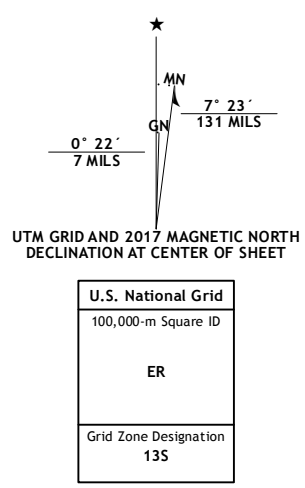 ★
MN
GN
7° 23´
131 MILS
0° 22´
7 MILS
UTM GRID AND 2017 MAGNETIC NORTH
DECLINATION AT CENTER OF SHEET
U.S. National Grid
100,000-m Square ID
ER
Grid Zone Designation
13S